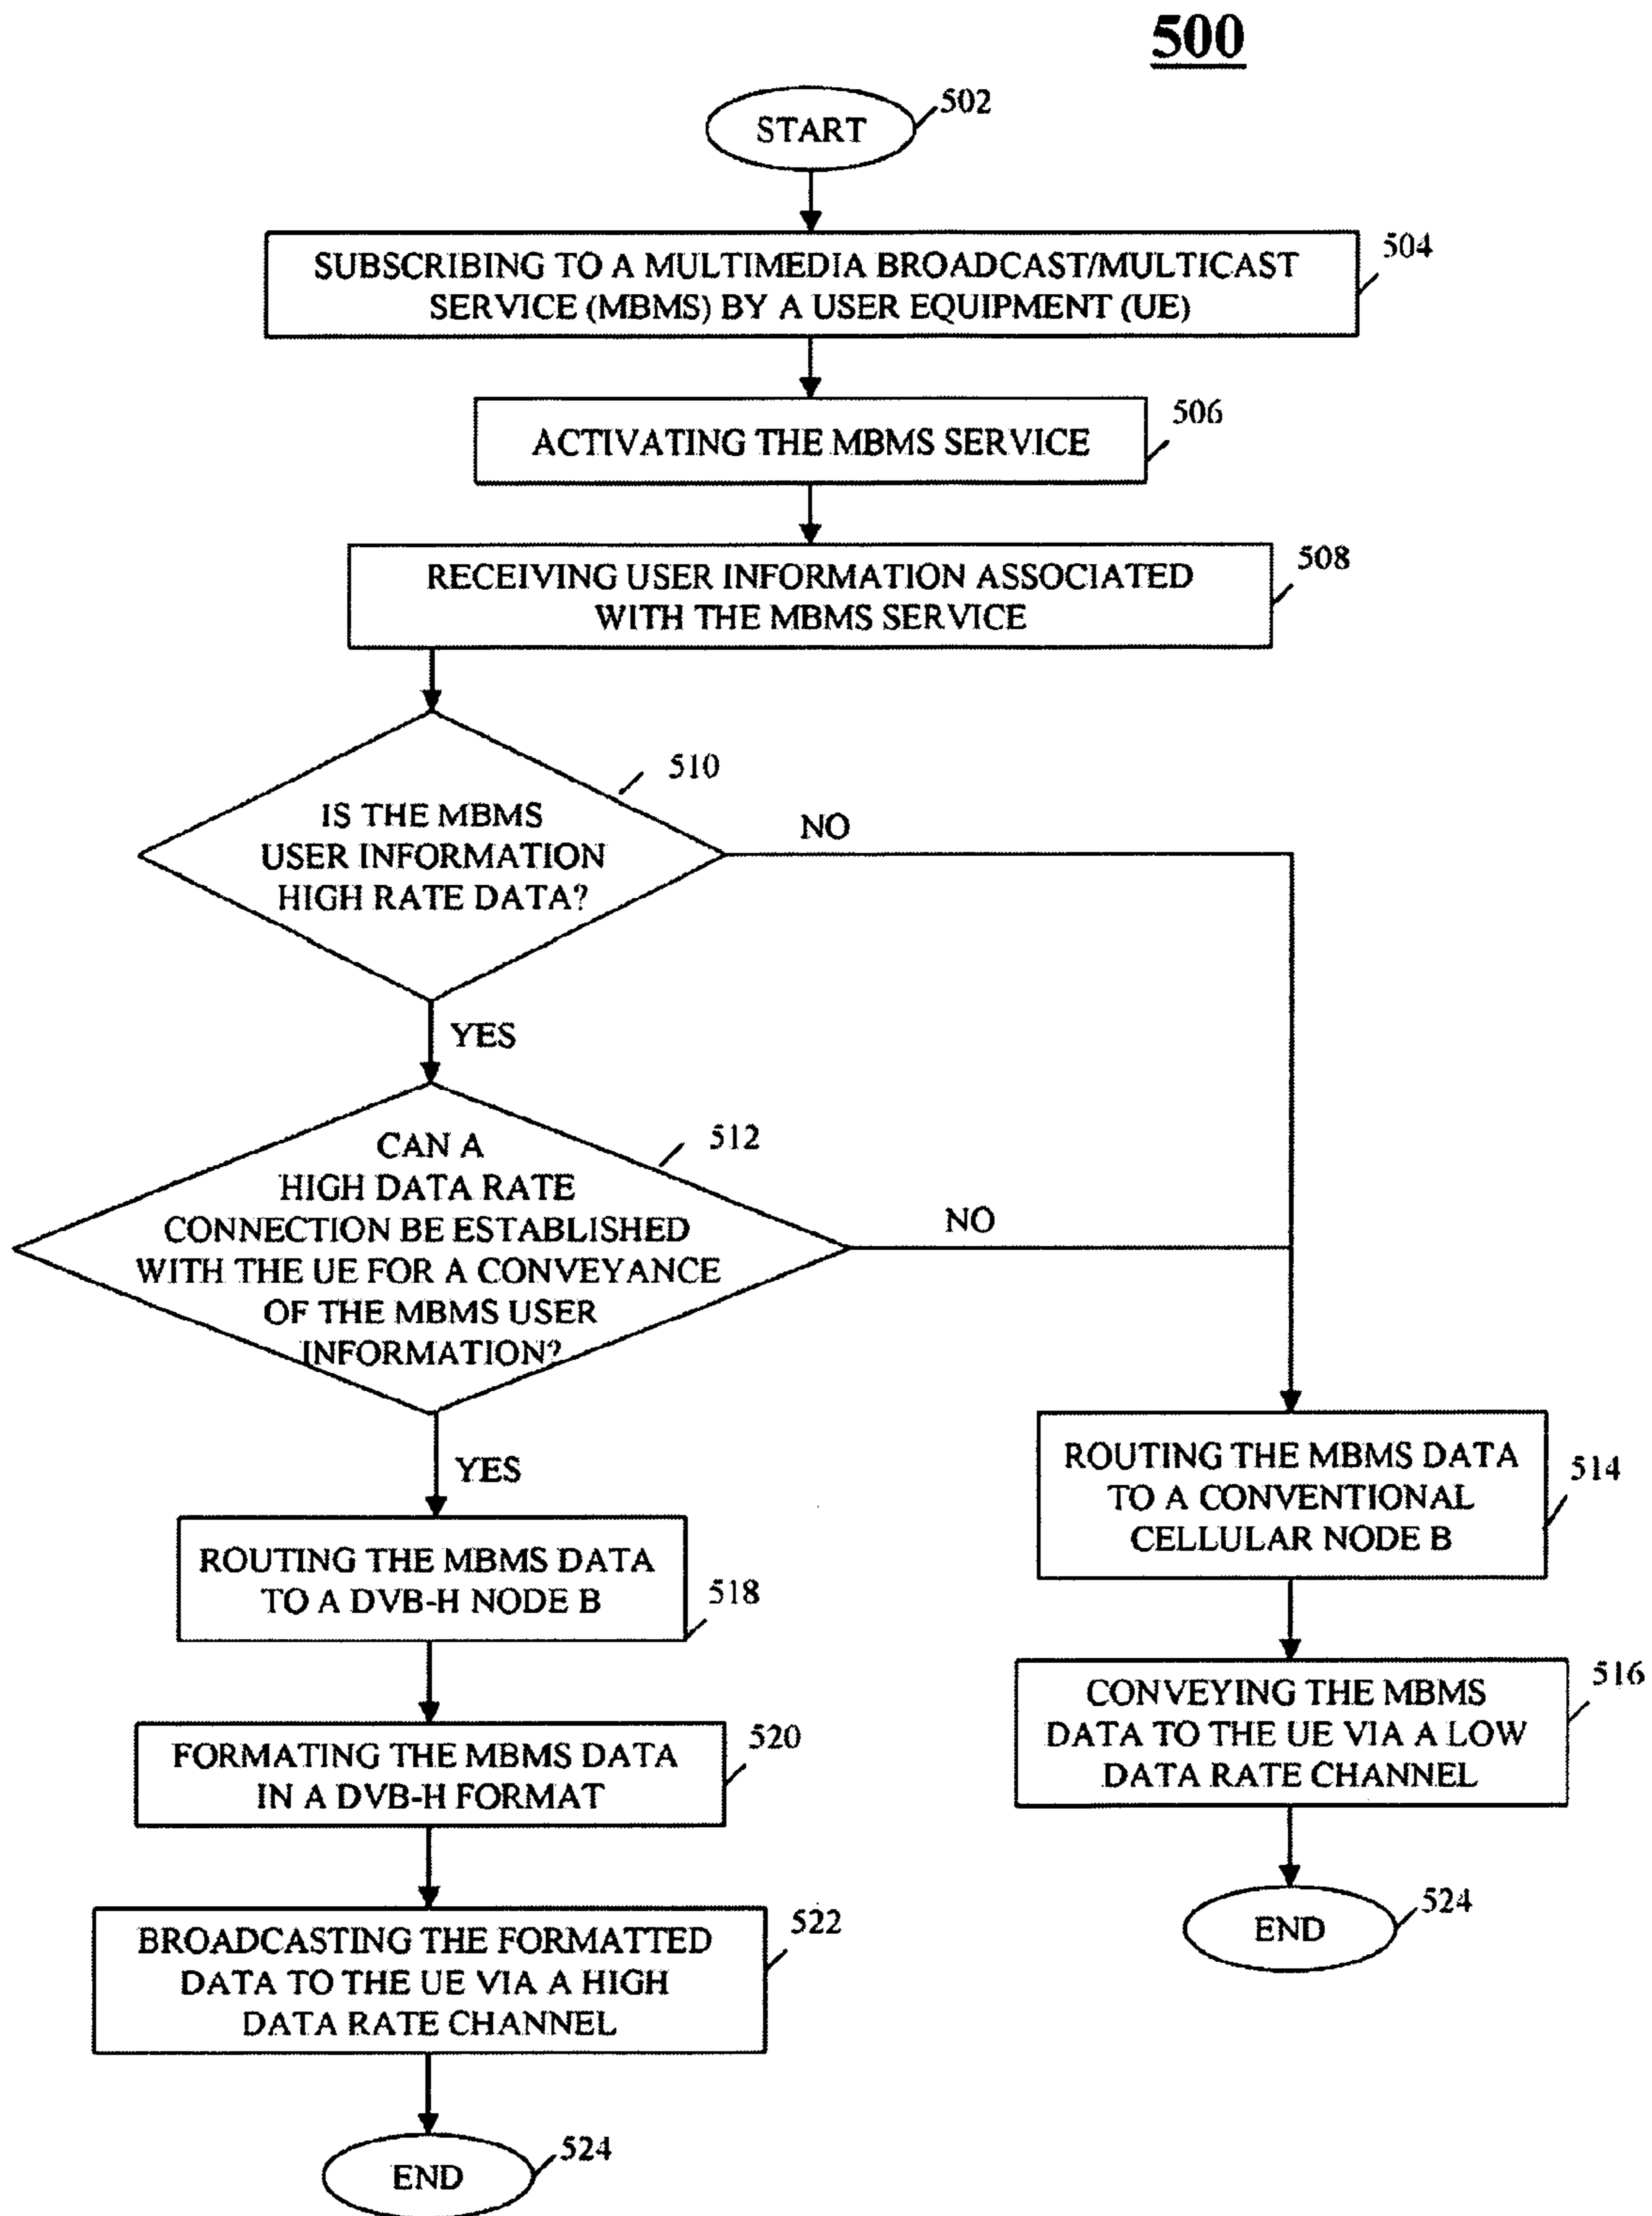 500
START
502
SUBSCRIBING TO A MULTIMEDIA BROADCAST/MULTICAST
SERVICE (MBMS) BY A USER EQUIPMENT (UE)
504
ACTIVATING THE MBMS SERVICE
506
RECEIVING USER INFORMATION ASSOCIATED
WITH THE MBMS SERVICE
508
IS THE MBMS
USER INFORMATION
HIGH RATE DATA?
510
NO
YES
CAN A
HIGH DATA RATE
CONNECTION BE ESTABLISHED
WITH THE UE FOR A CONVEYANCE
OF THE MBMS USER
INFORMATION?
512
NO
YES
ROUTING THE MBMS DATA
TO A CONVENTIONAL
CELLULAR NODE B
514
CONVEYING THE MBMS
DATA TO THE UE VIA A LOW
DATA RATE CHANNEL
516
END
524
ROUTING THE MBMS DATA
TO A DVB-H NODE B
518
FORMATING THE MBMS DATA
IN A DVB-H FORMAT
520
BROADCASTING THE FORMATTED
DATA TO THE UE VIA A HIGH
DATA RATE CHANNEL
522
END
524